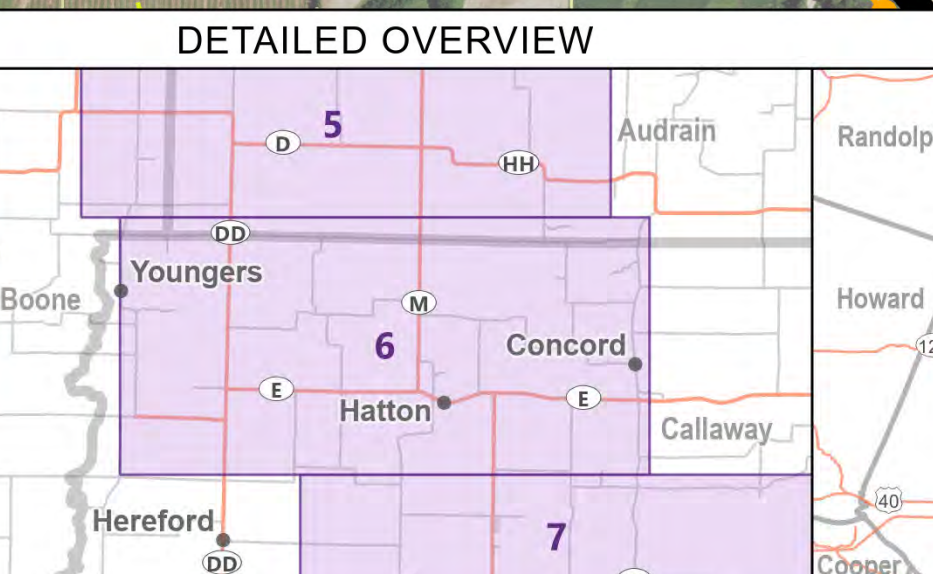 DETAILED OVERVIEW
5
D
HH
Audrain
Randolp
DD
Youngers
Boone
M
Howard
6
Concord
12
E
Hatton
E
Callaway
40
Hereford
7
DD
Cooper